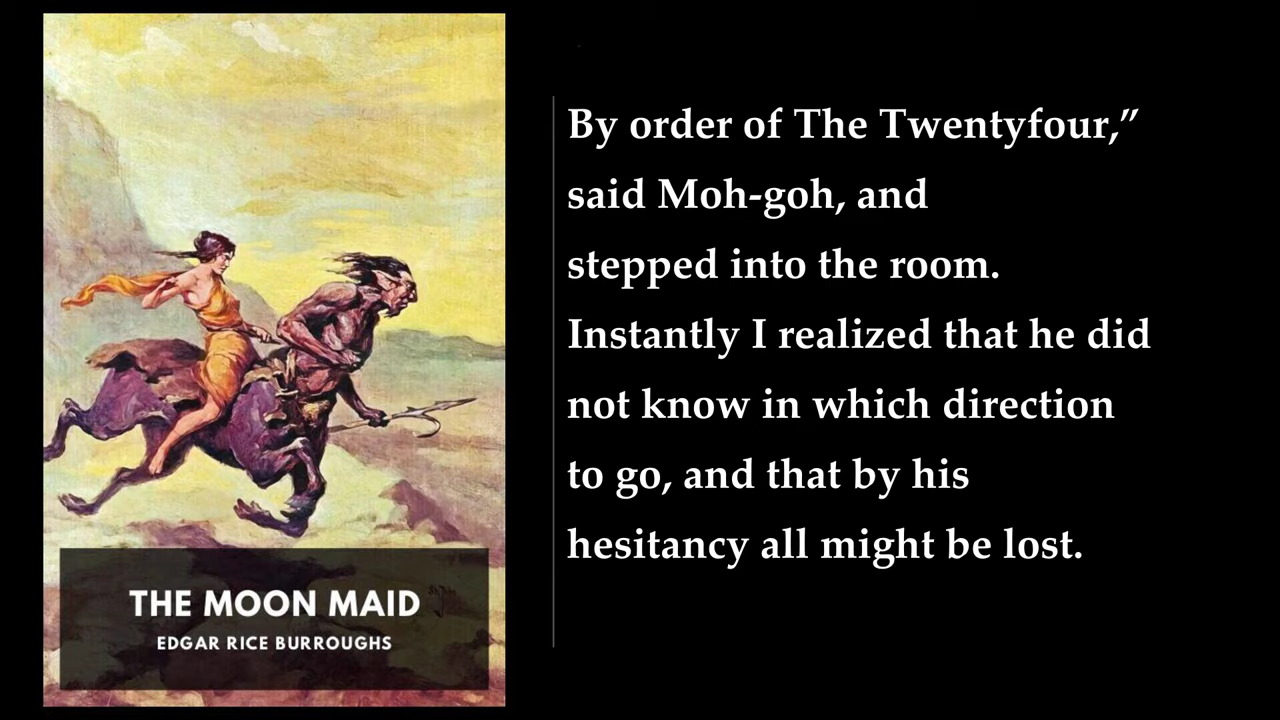 THE MOON MAID
EDGAR RICE BURROUGHS
By order of The Twentyfour,”
said Moh-goh, and
stepped into the room.
Instantly I realized that he did
not know in which direction
to go, and that by his
hesitancy all might be lost.